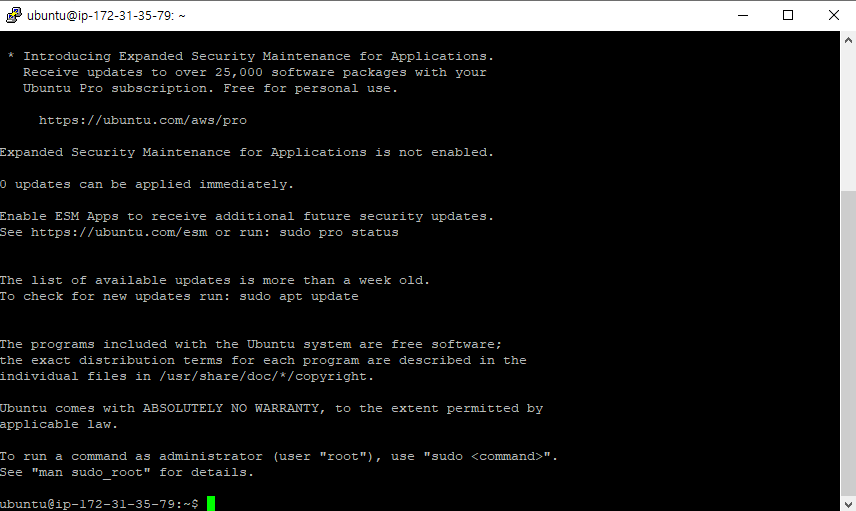 ubuntu@ip-172-31-35-79: ~
* Introducing Expanded Security Maintenance for Applications.
Receive updates to over 25,000 software packages with your
Ubuntu Pro subscription. Free for personal use.
https://ubuntu.com/aws/pro
Expanded Security Maintenance for Applications is not enabled.
0 updates can be applied immediately.
Enable ESM Apps to receive additional future security updates.
See https://ubuntu.com/esm or run: sudo pro status
The list of available updates is more than a week old.
To check for new updates run: sudo apt update
The programs included with the Ubuntu system are free software;
the exact distribution terms for each program are described in the
individual files in /usr/share/doc/*/copyright.
Ubuntu comes with ABSOLUTELY NO WARRANTY, to the extent permitted by
applicable law.
To run a command as administrator (user "root"), use "sudo <command>".
See "man sudo_root" for details.
ubuntu@ip-172-31-35-79:~$